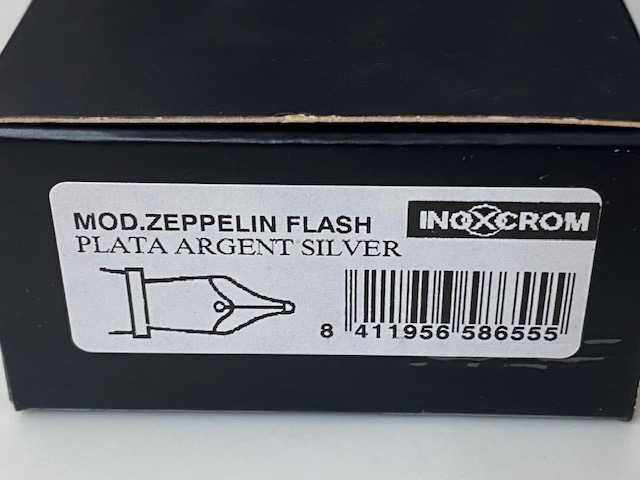 MOD.ZEPPELIN FLASH
INOXCROM
PLATA ARGENT SILVER
8 411956 586555